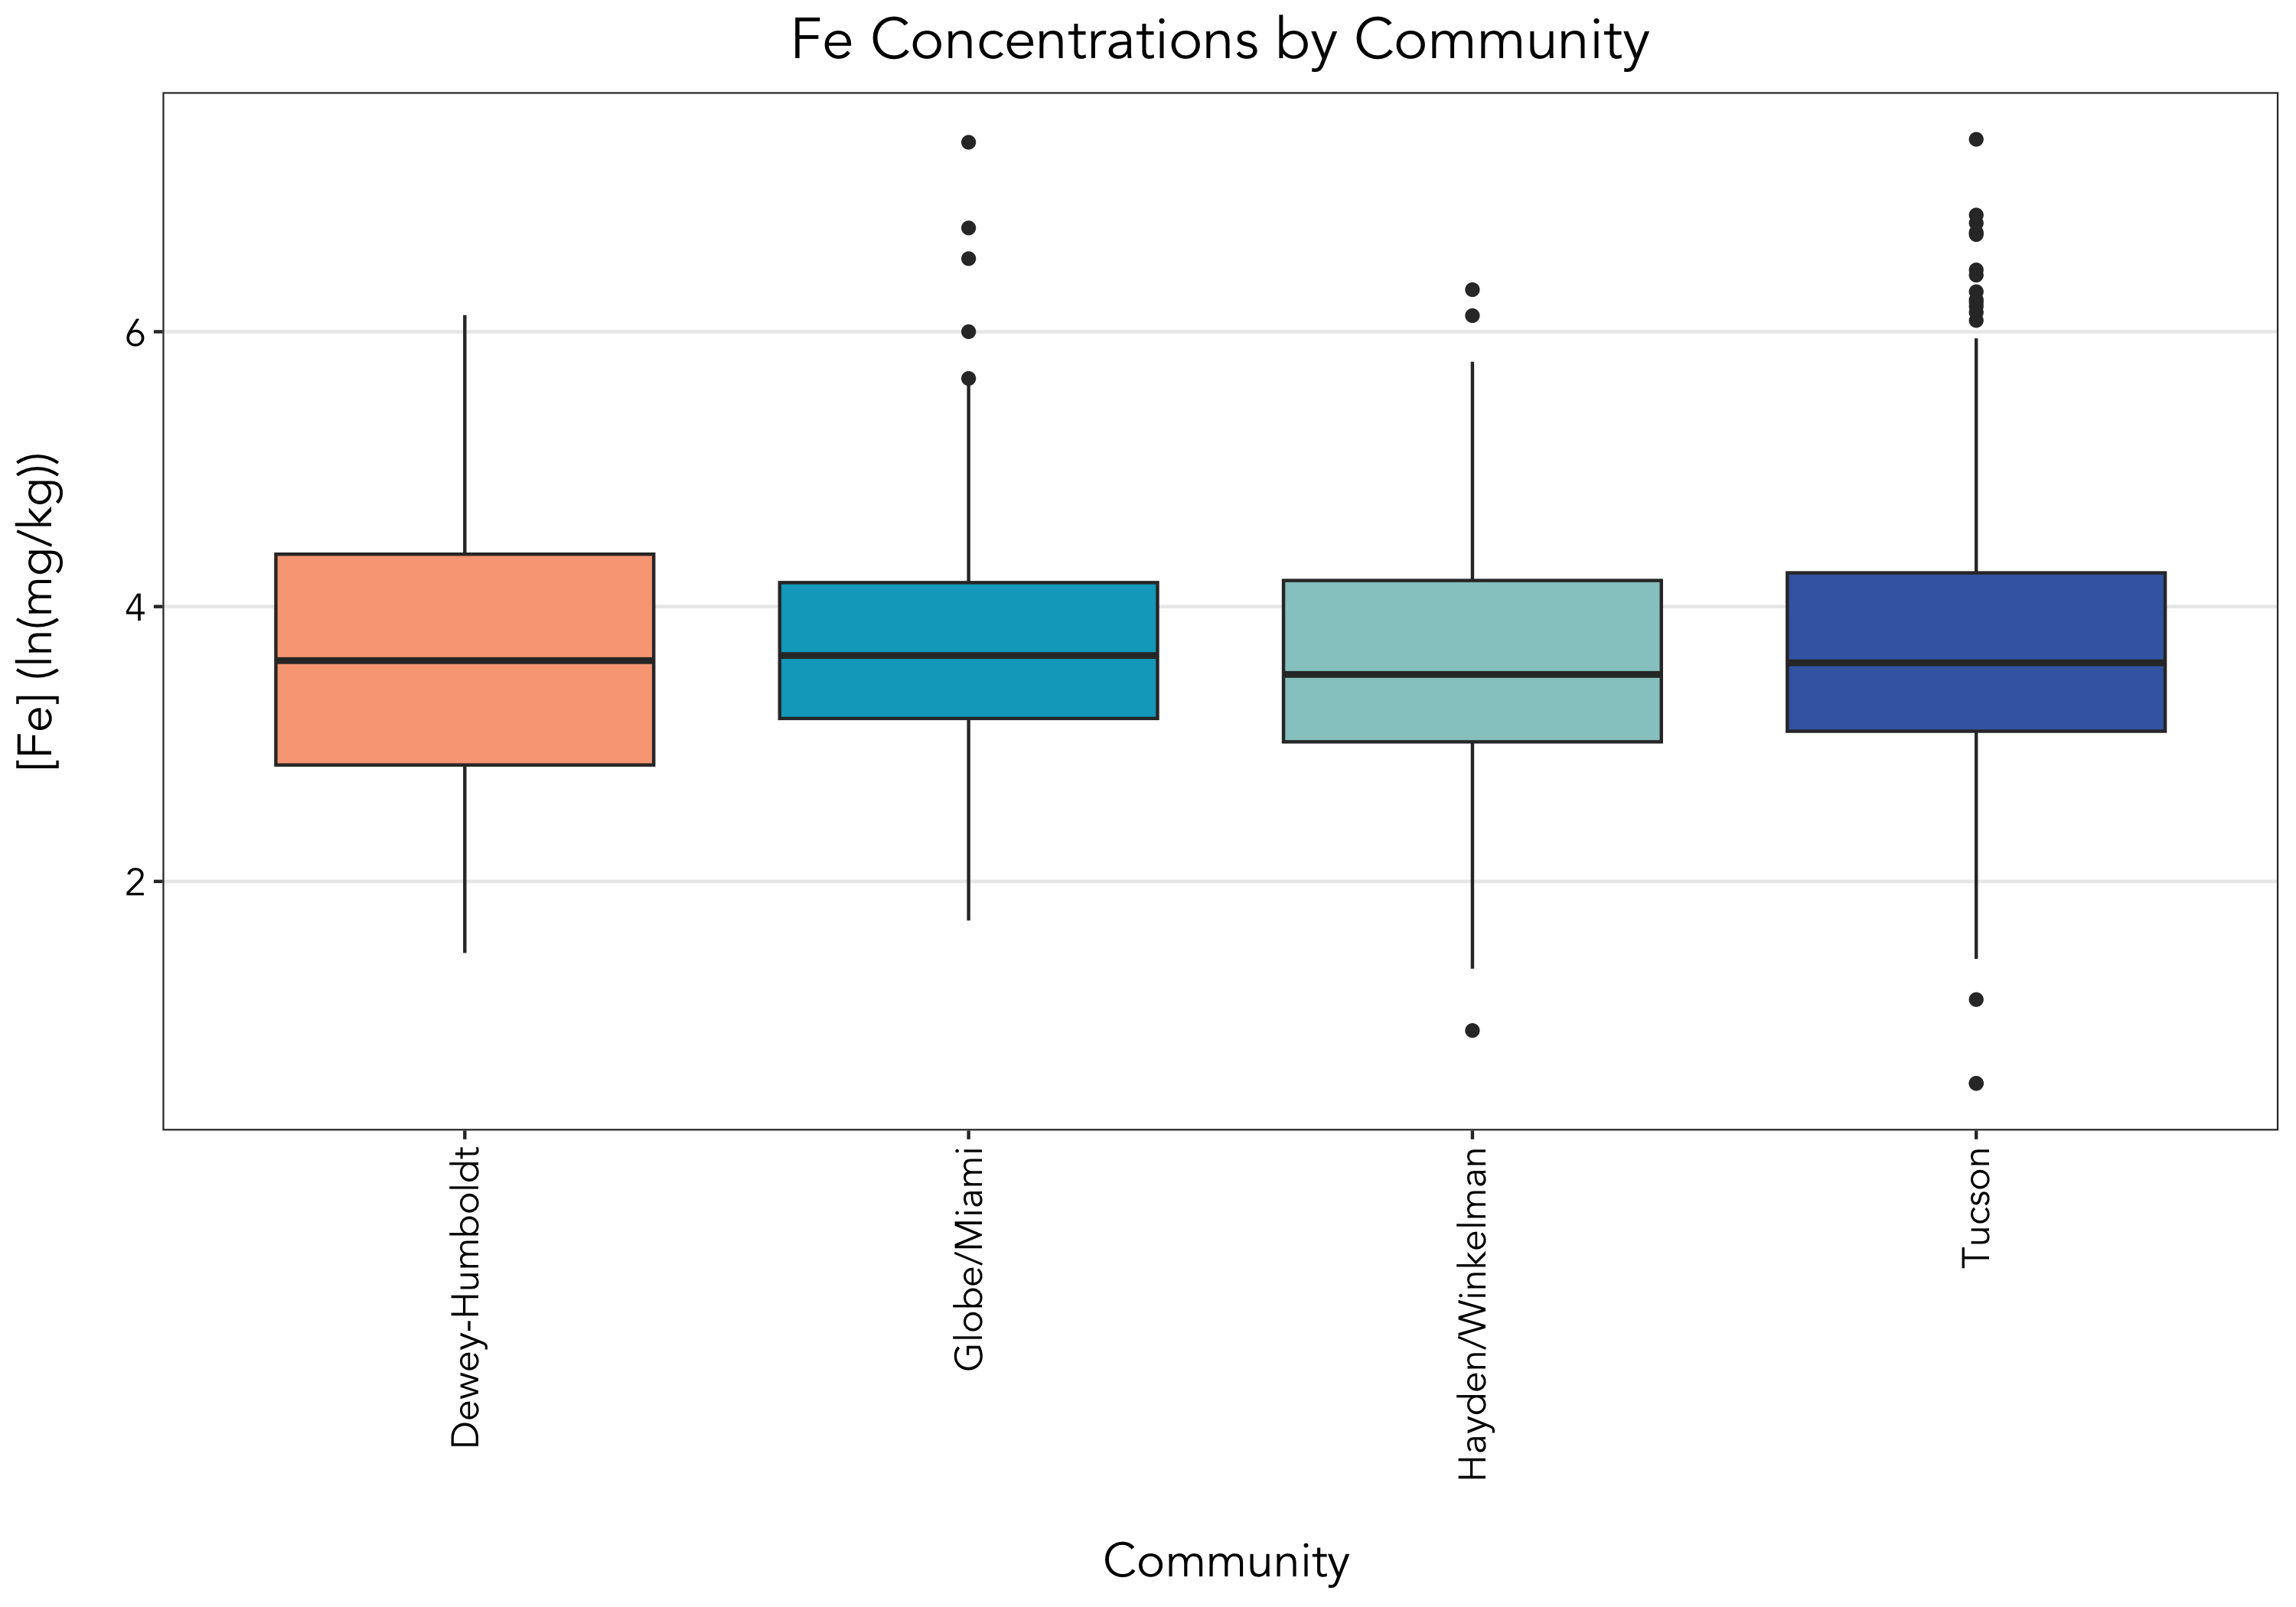 Fe Concentrations by Community
[Fe] (ln(mg/kg))
6
4
2
Dewey-Humboldt
Globe/Miami
Hayden/Winkelman
Tucson
Community